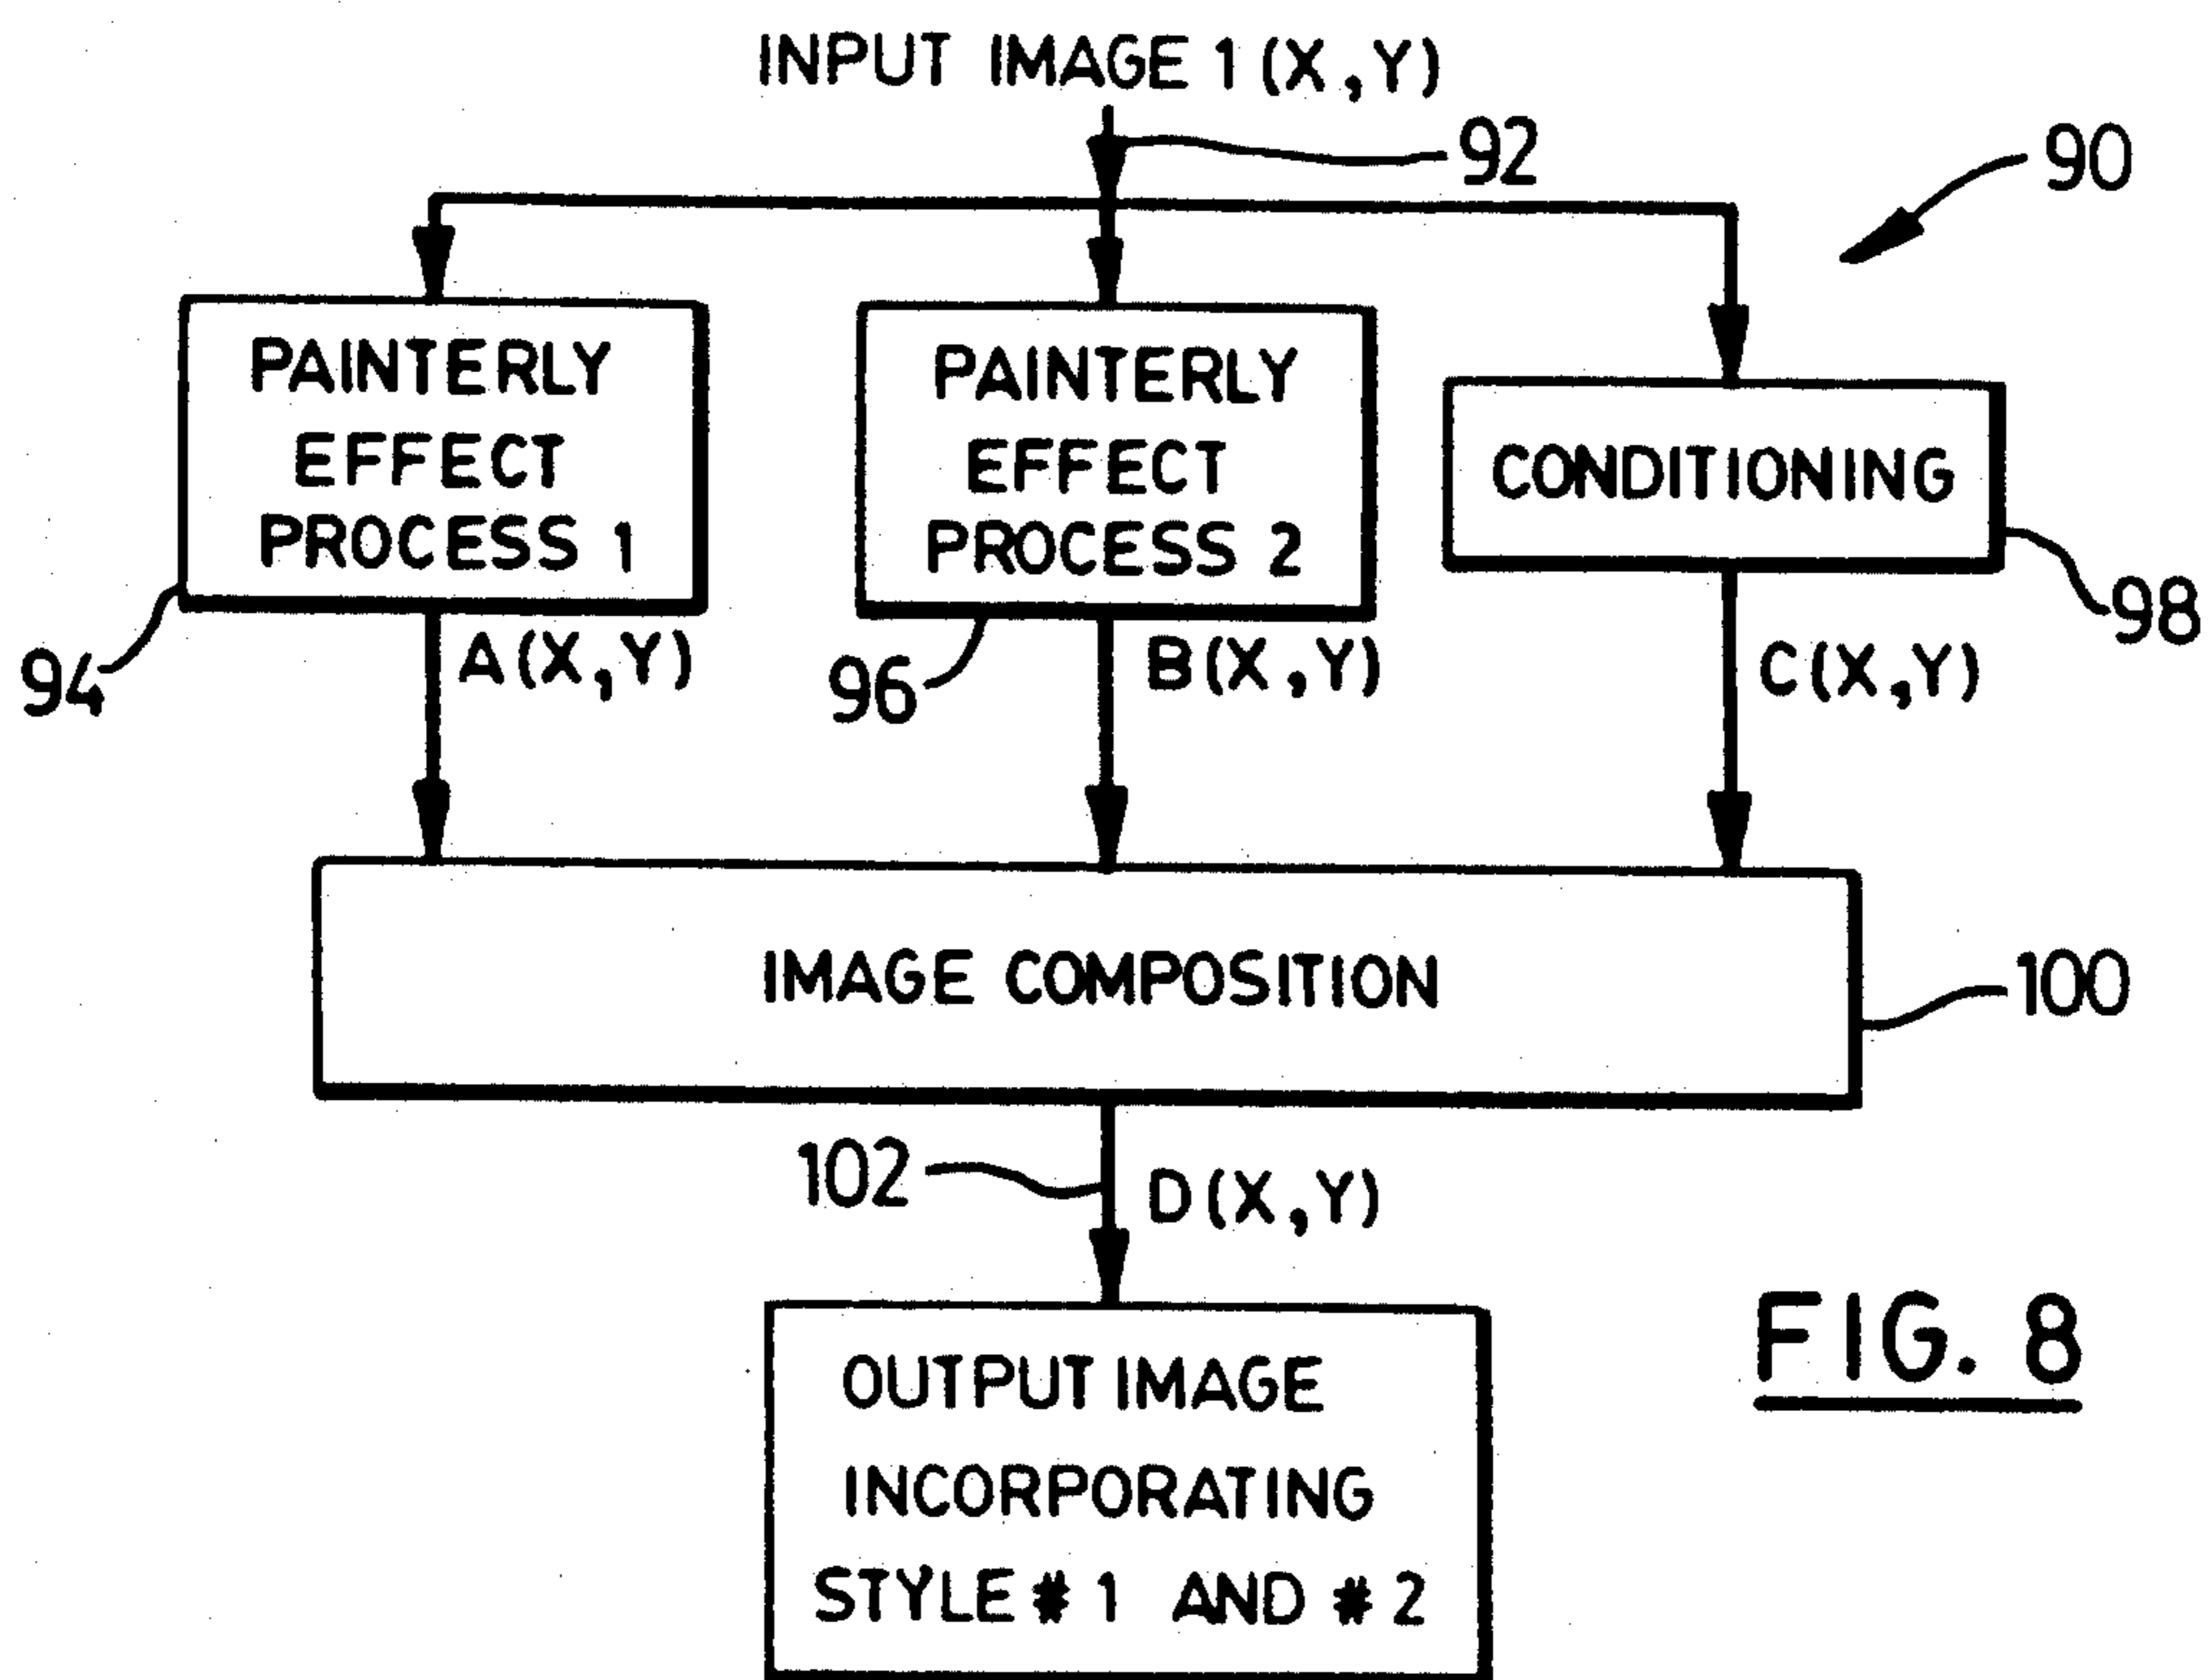 INPUT IMAGE 1 (X,Y)
92
90
PAINTERLY
EFFECT
PROCESS 1
94
PAINTERLY
EFFECT
PROCESS 2
96
CONDITIONING
98
A(X,Y)
B(X,Y)
C(X,Y)
IMAGE COMPOSITION
100
102
D(X,Y)
OUTPUT IMAGE
INCORPORATING
STYLE # 1 AND # 2
FIG. 8